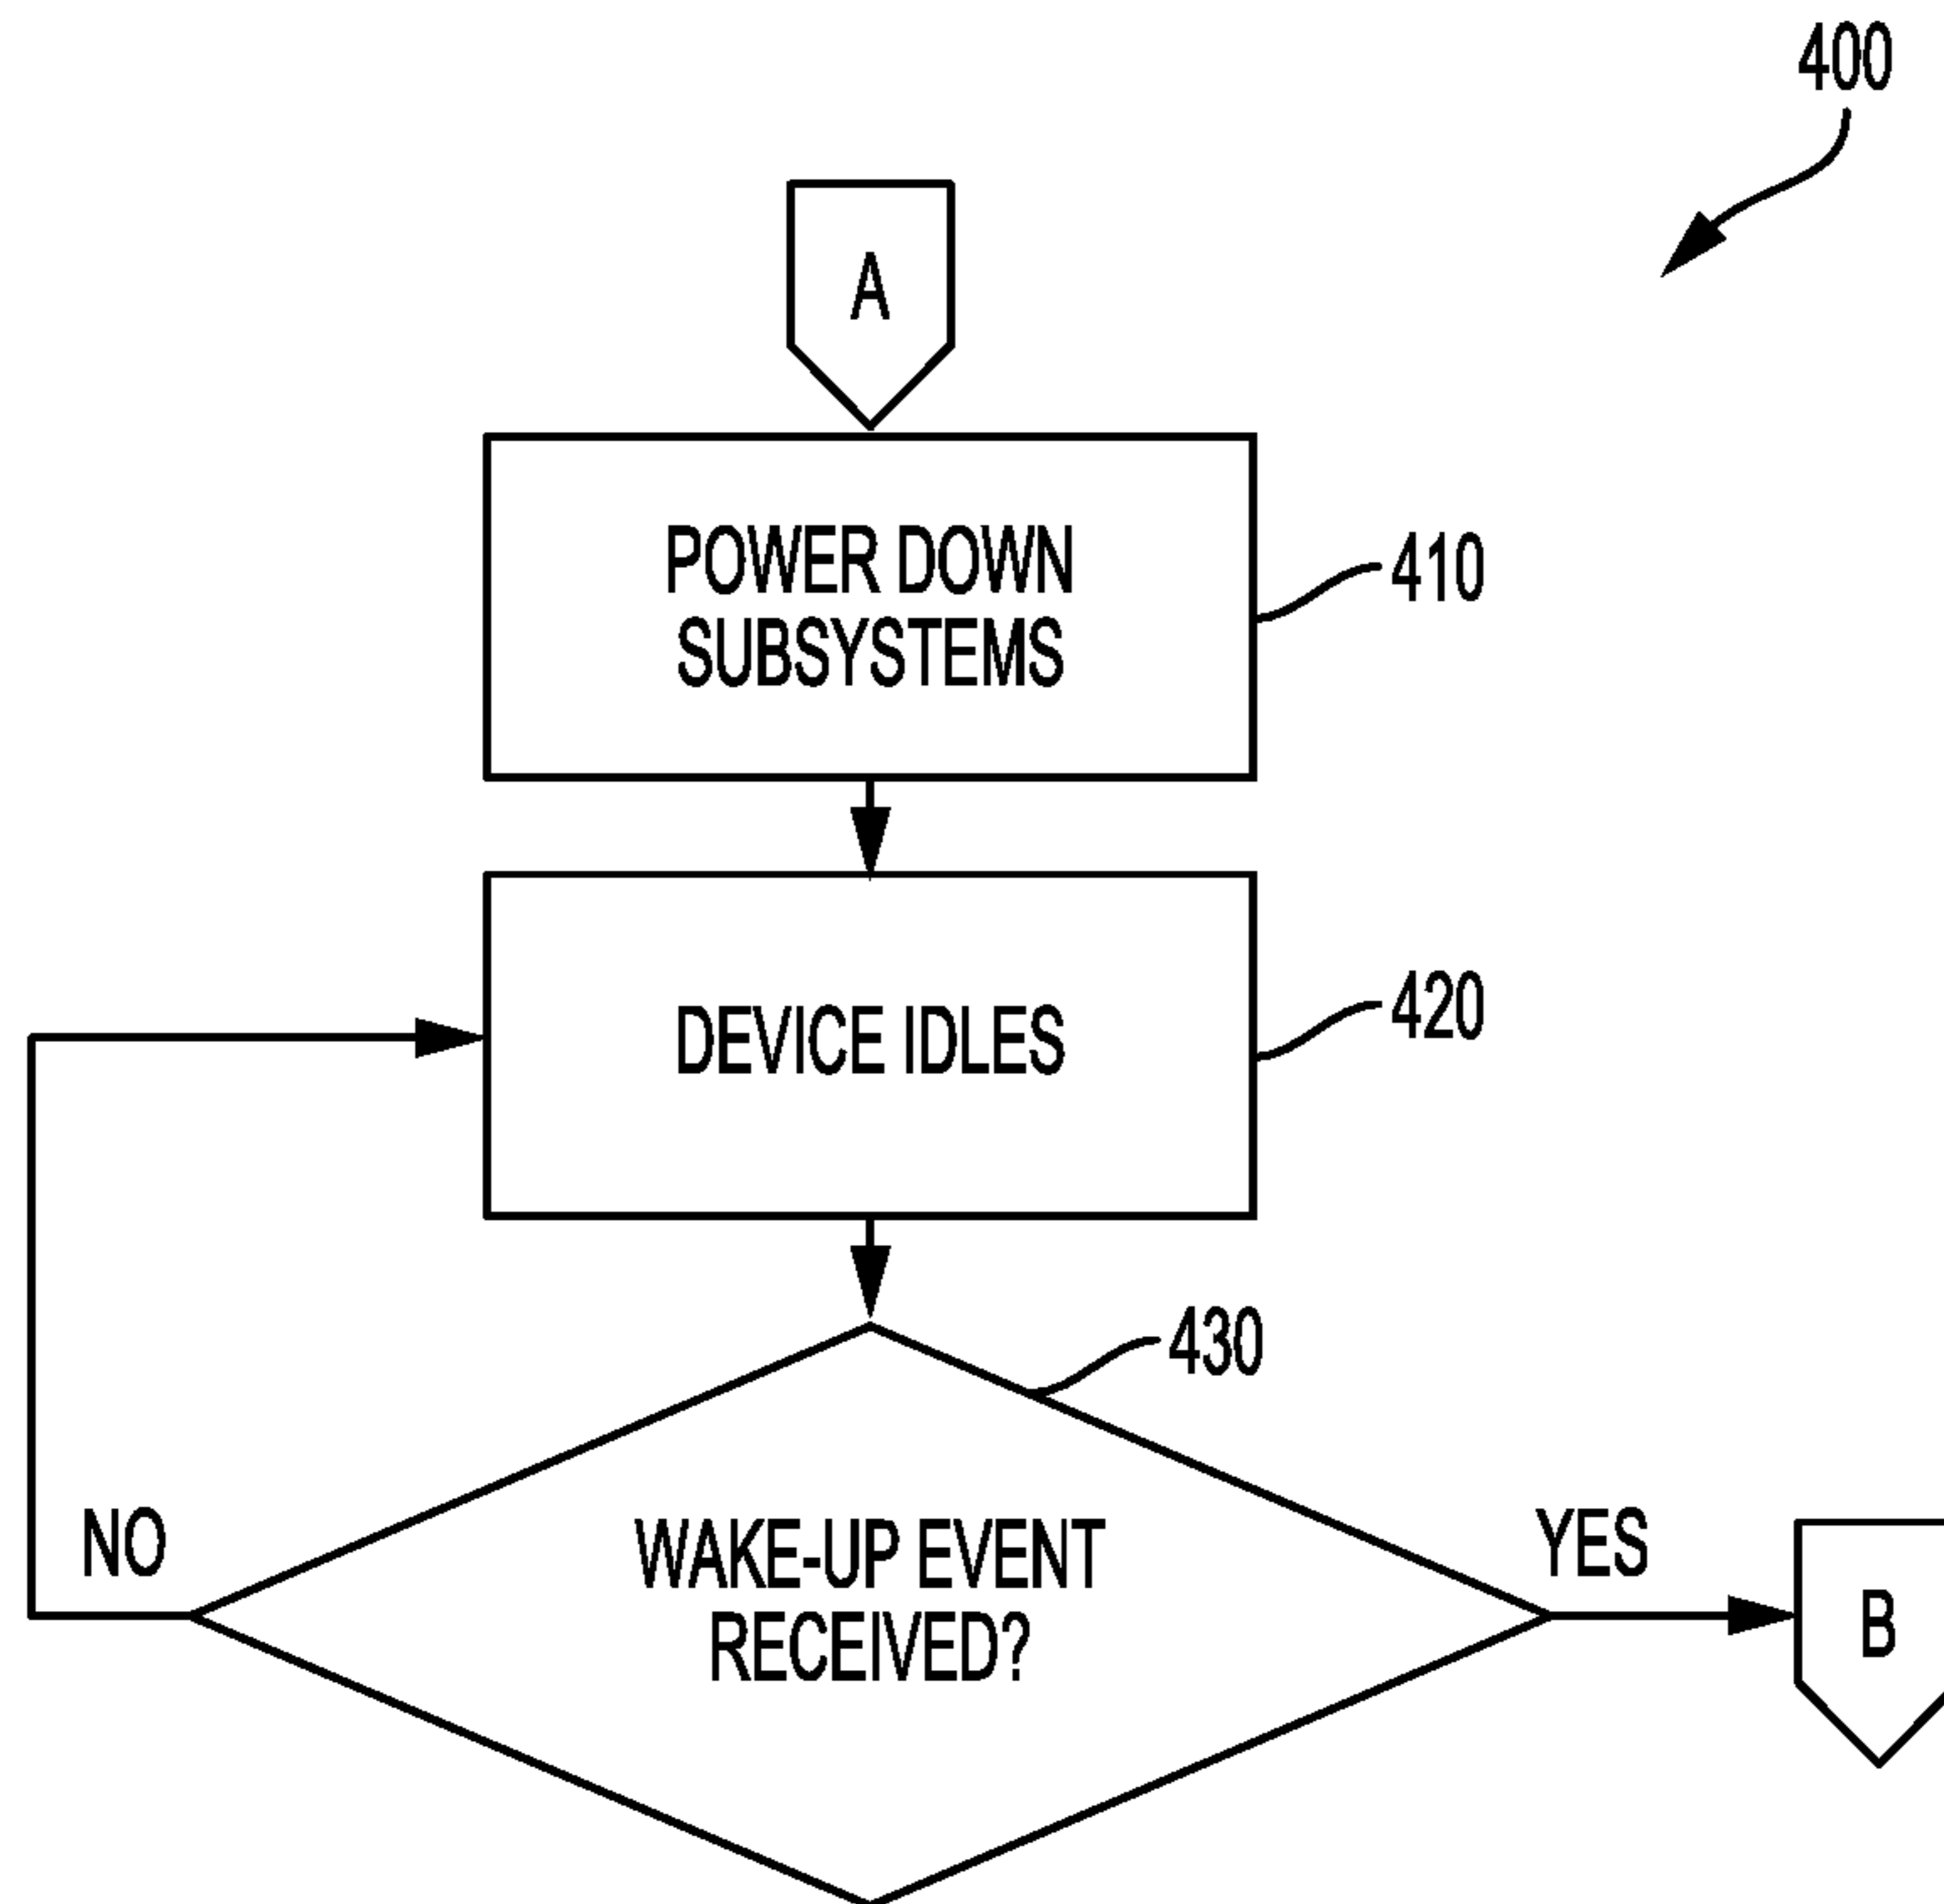 400
A
POWER DOWN
SUBSYSTEMS
410
DEVICE IDLES
420
430
NO
WAKE-UP EVENT
RECEIVED?
YES
B